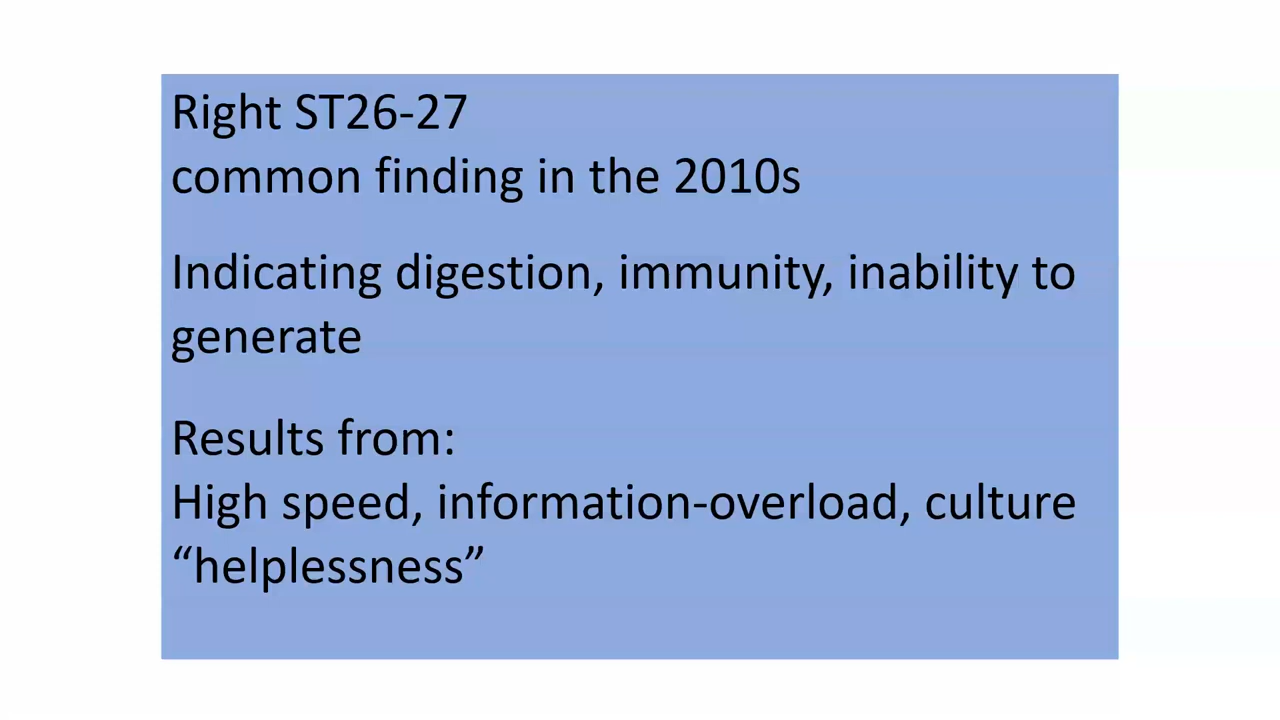 Right ST26-27
common finding in the 2010s
Indicating digestion, immunity, inability to
generate
Results from:
High speed, information-overload, culture
“helplessness”